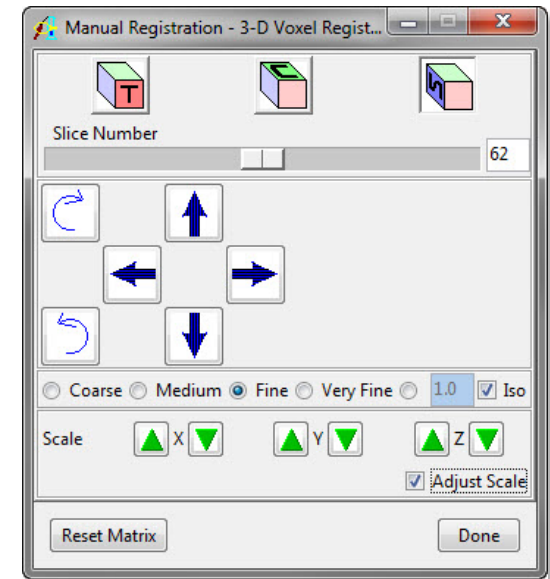 Manual Registration - 3-D Voxel Regist...
T
Slice Number
62
Coarse Medium Fine Very Fine 1.0 Iso
Scale X Y Z
Adjust Scale
Reset Matrix Done